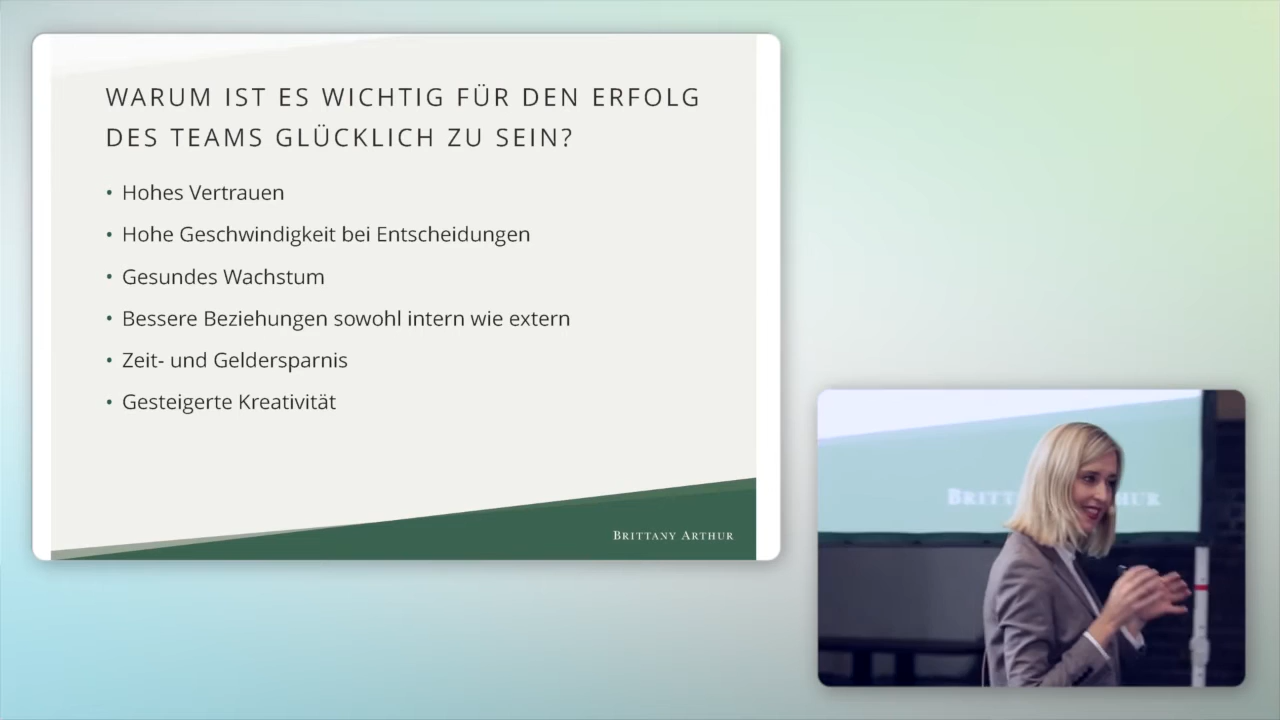 WARUM IST ES WICHTIG FÜR DEN ERFOLG
DES TEAMS GLÜCKLICH ZU SEIN?
• Hohes Vertrauen
• Hohe Geschwindigkeit bei Entscheidungen
• Gesundes Wachstum
• Bessere Beziehungen sowohl intern wie extern
• Zeit- und Geldersparnis
• Gesteigerte Kreativität
BRITTANY ARTHUR